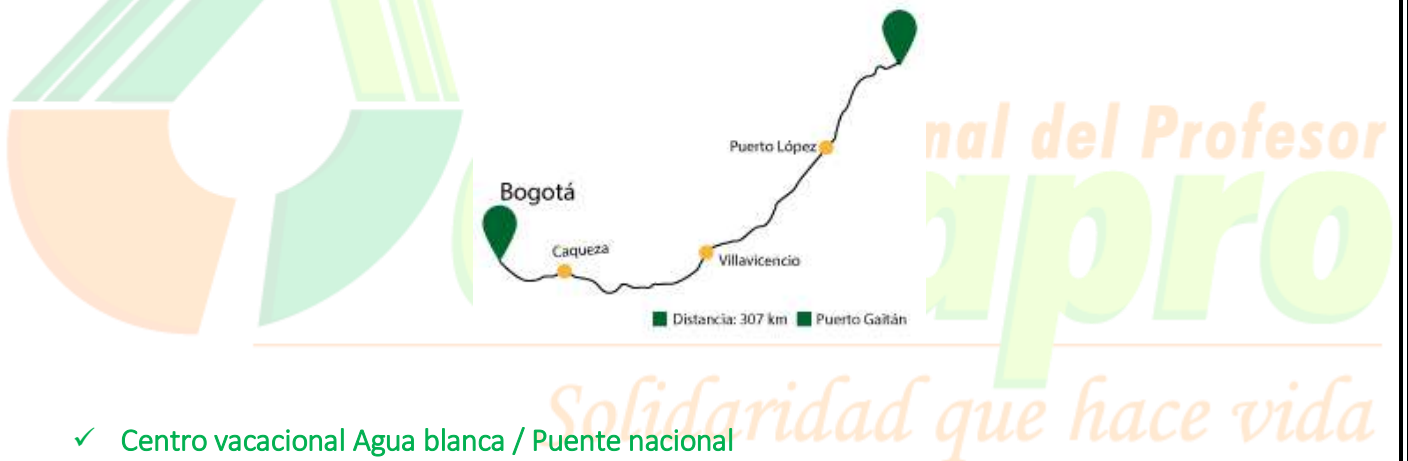 Puerto López
Bogotá
Caqueza
Villavicencio
Distancia: 307 km Puerto Gaitán
nal del Profesor
apro
Solidaridad que hace vida
✓ Centro vacacional Agua blanca / Puente nacional